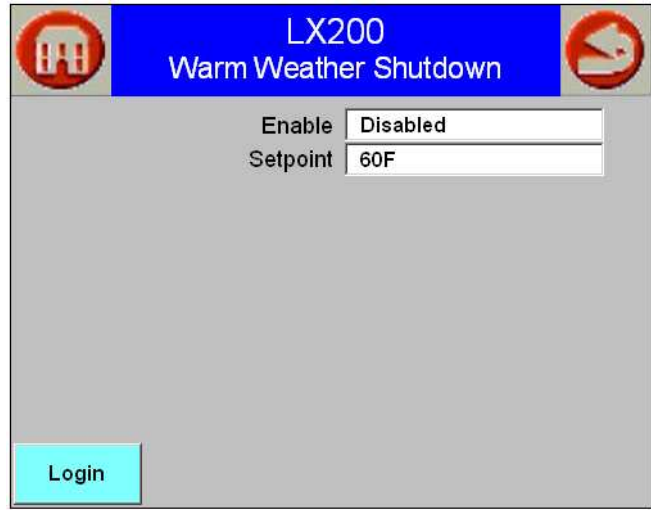 LX200
Warm Weather Shutdown
Enable Disabled
Setpoint 60F
Login